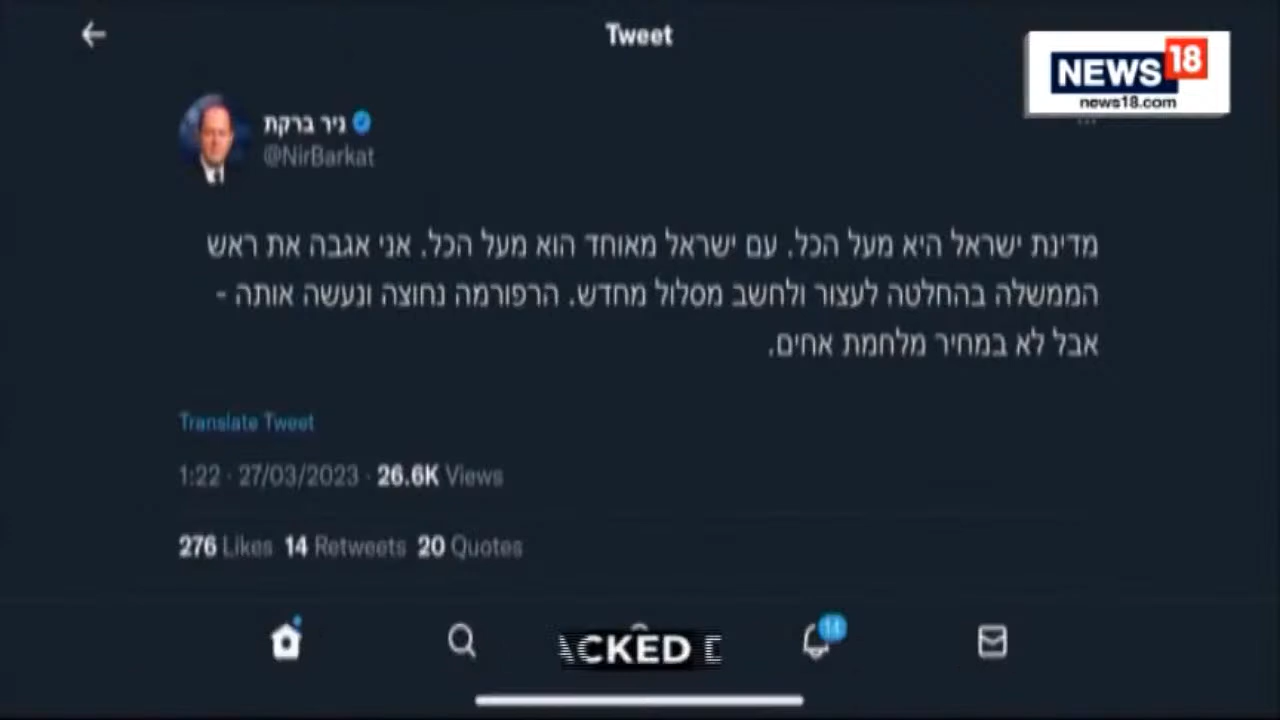 Tweet
NEWS18
news18.com
ניר ברקת
@NirBarkat
מדינת ישראל היא מעל הכל. עם ישראל מאוחד הוא מעל הכל. אני אגבה את ראש
הממשלה בהחלטה לעצור ולחשב מסלול מחדש. הרפורמה נחוצה ונעשה אותה -
אבל לא במחיר מלחמת אחים.
Translate Tweet
1:22 · 27/03/2023 · 26.6K Views
276 Likes 14 Retweets 20 Quotes
14